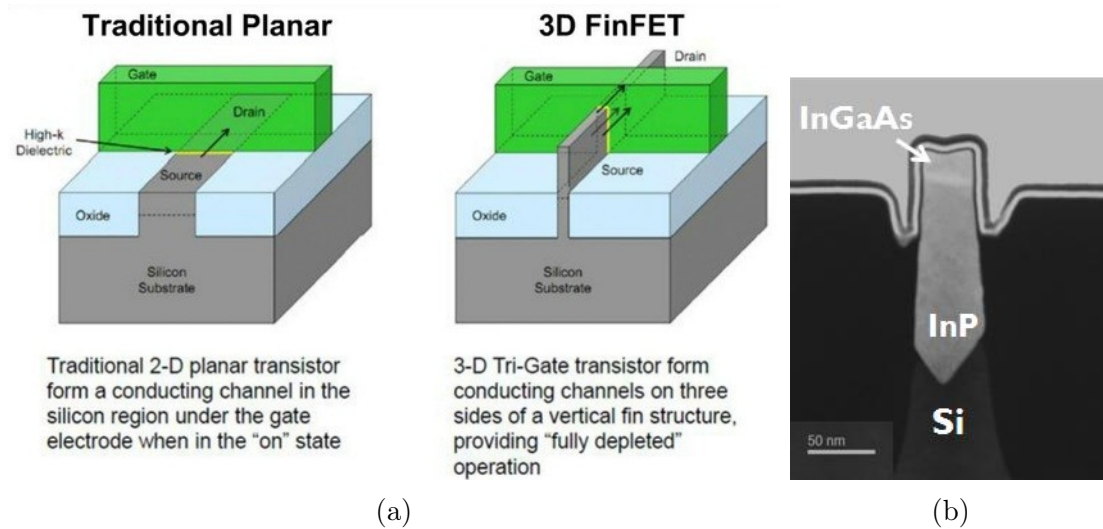 Traditional Planar
Gate
Drain
High-k
Dielectric
Source
Oxide
Silicon
Substrate
Traditional 2-D planar transistor
form a conducting channel in the
silicon region under the gate
electrode when in the “on” state
3D FinFET
Drain
Gate
Source
Oxide
Silicon
Substrate
3-D Tri-Gate transistor form
conducting channels on three
sides of a vertical fin structure,
providing “fully depleted”
operation
(a)
InGaAs
InP
Si
50 nm
(b)